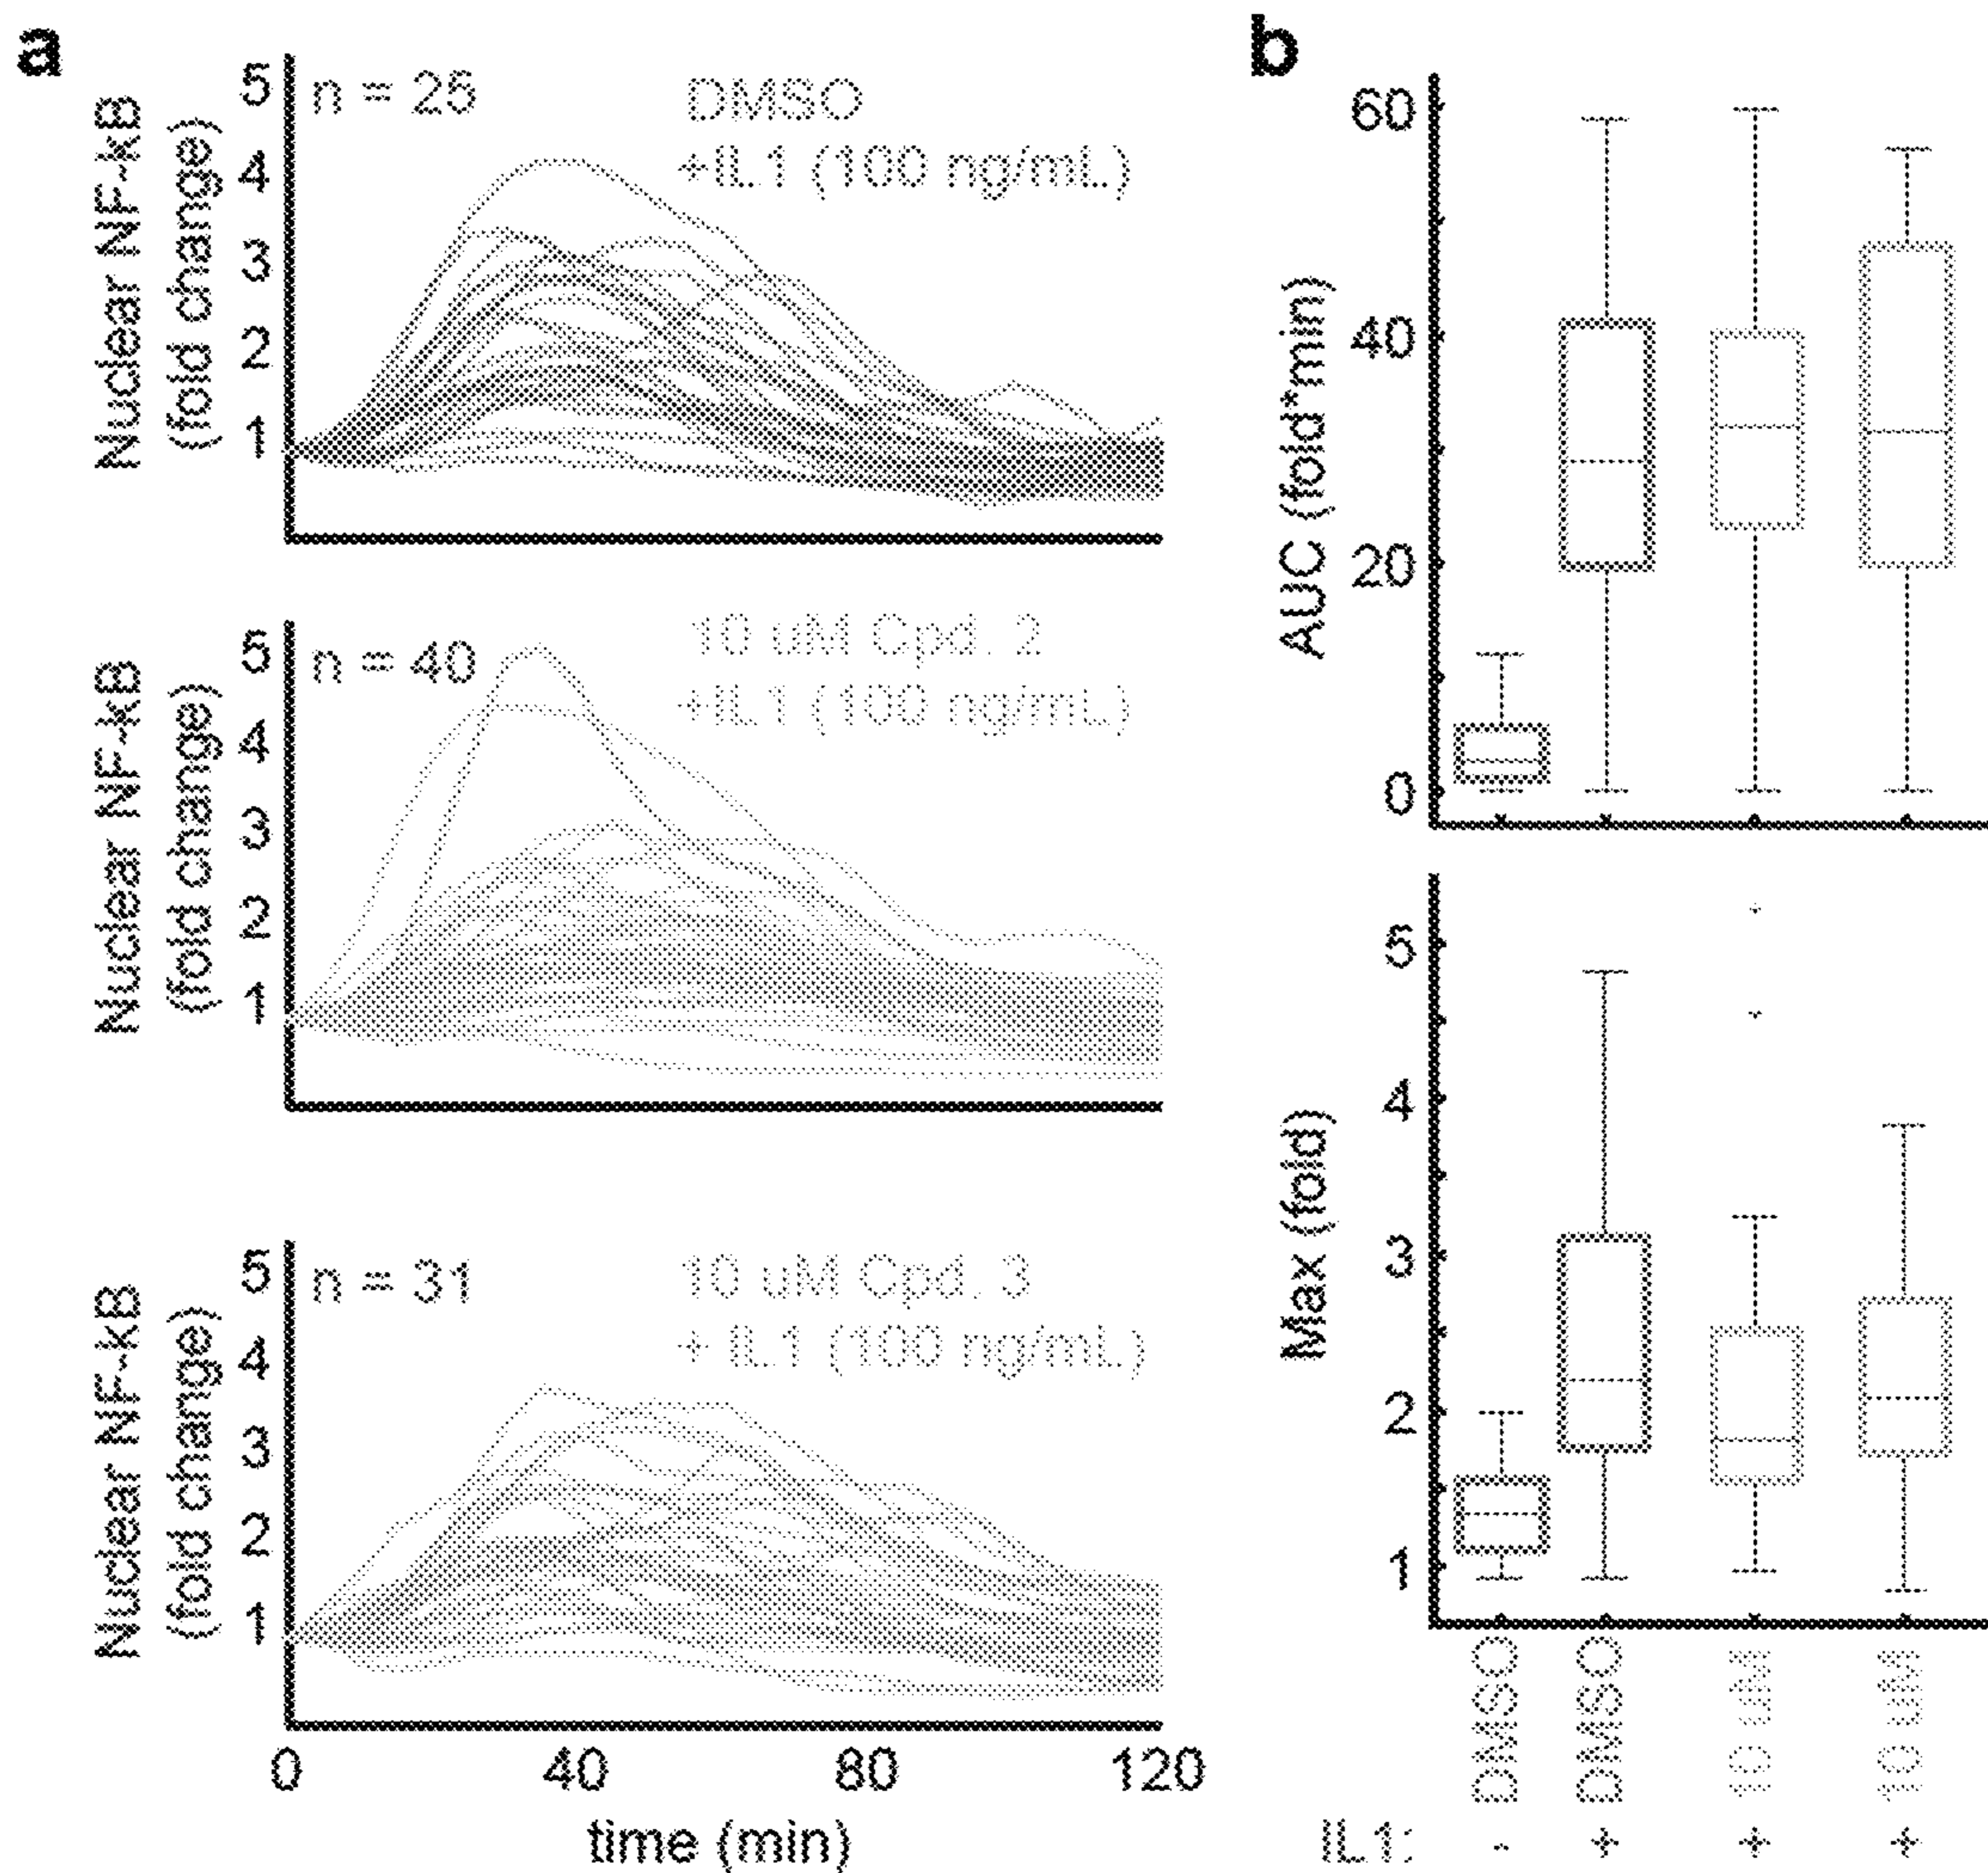 a
5
4
3
2
1
Nuclear NF-kB
(fold change)
n = 25
DMSO
+IL1 (100 ng/mL)
5
4
3
2
1
Nuclear NF-kB
(fold change)
n = 40
10 uM Cpd. 2
+IL1 (100 ng/mL)
5
4
3
2
1
Nuclear NF-kB
(fold change)
n = 31
10 uM Cpd. 3
+ IL1 (100 ng/mL)
0 40 80 120
time (min)
b
60
40
20
0
AUC (fold*min)
5
4
3
2
1
Max (fold)
DMSO
DMSO
10 uM
10 uM
IL1: - + + +